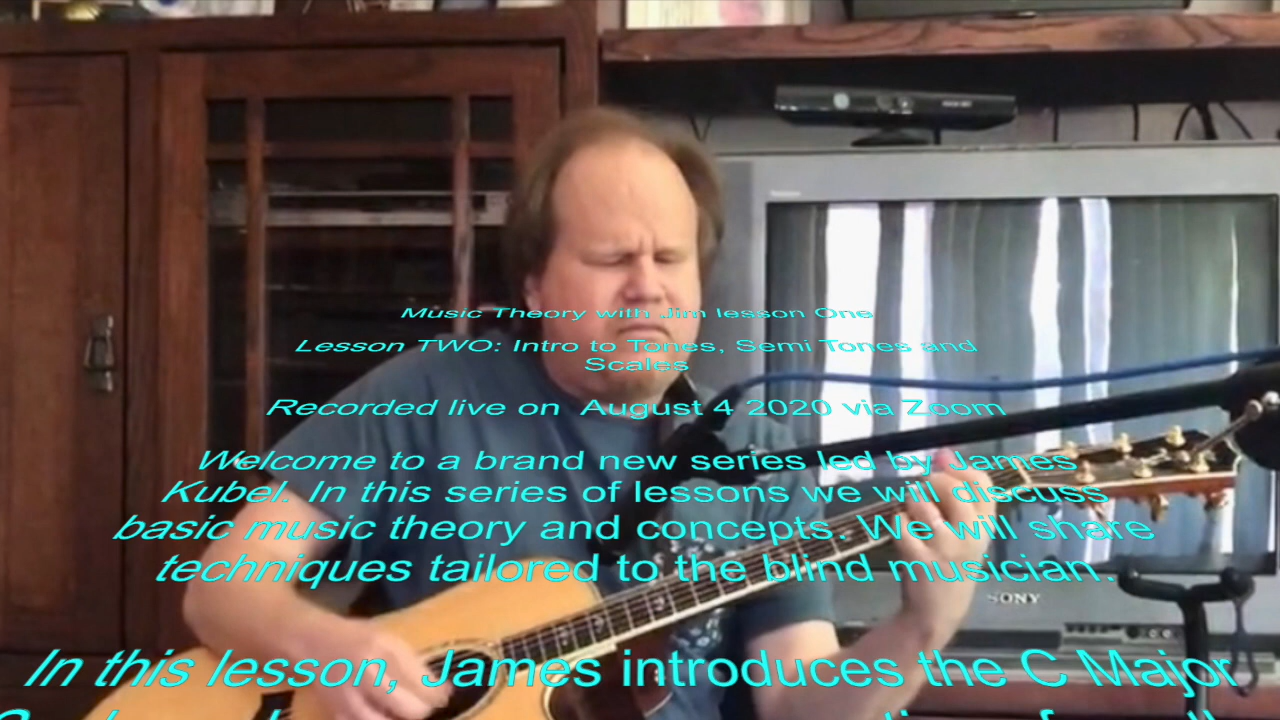 Music Theory with Jim lesson One
Lesson TWO: Intro to Tones, Semi Tones and
Scales
Recorded live on August 4 2020 via Zoom
Welcome to a brand new series led by James
Kubel. In this series of lessons we will discuss
basic music theory and concepts. We will share
techniques tailored to the blind musician.
SONY
In this lesson, James introduces the C Major